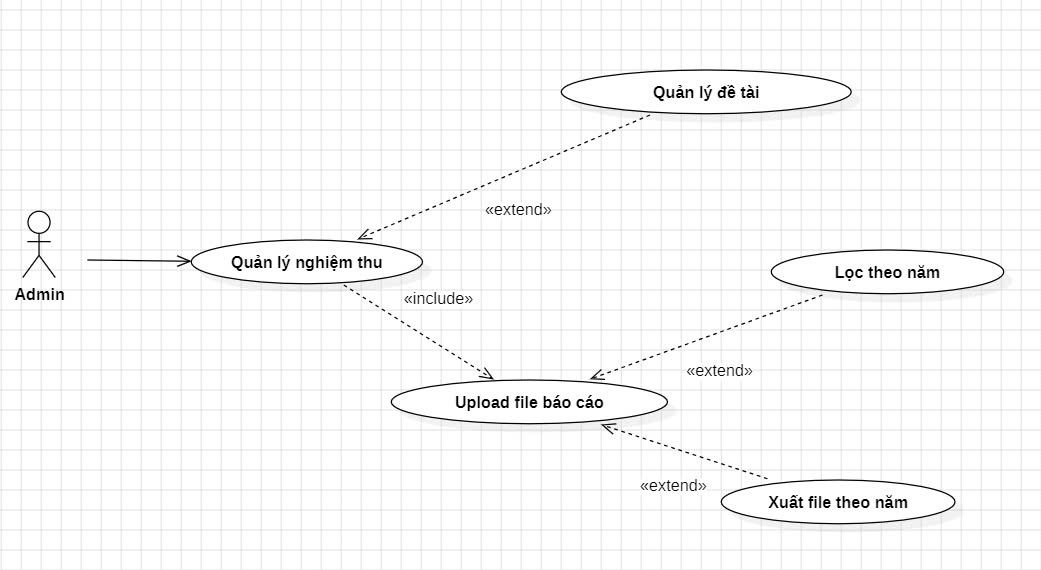 Quản lý đề tài
«extend»
Quản lý nghiệm thu
Admin
«include»
Lọc theo năm
«extend»
Upload file báo cáo
«extend»
Xuất file theo năm